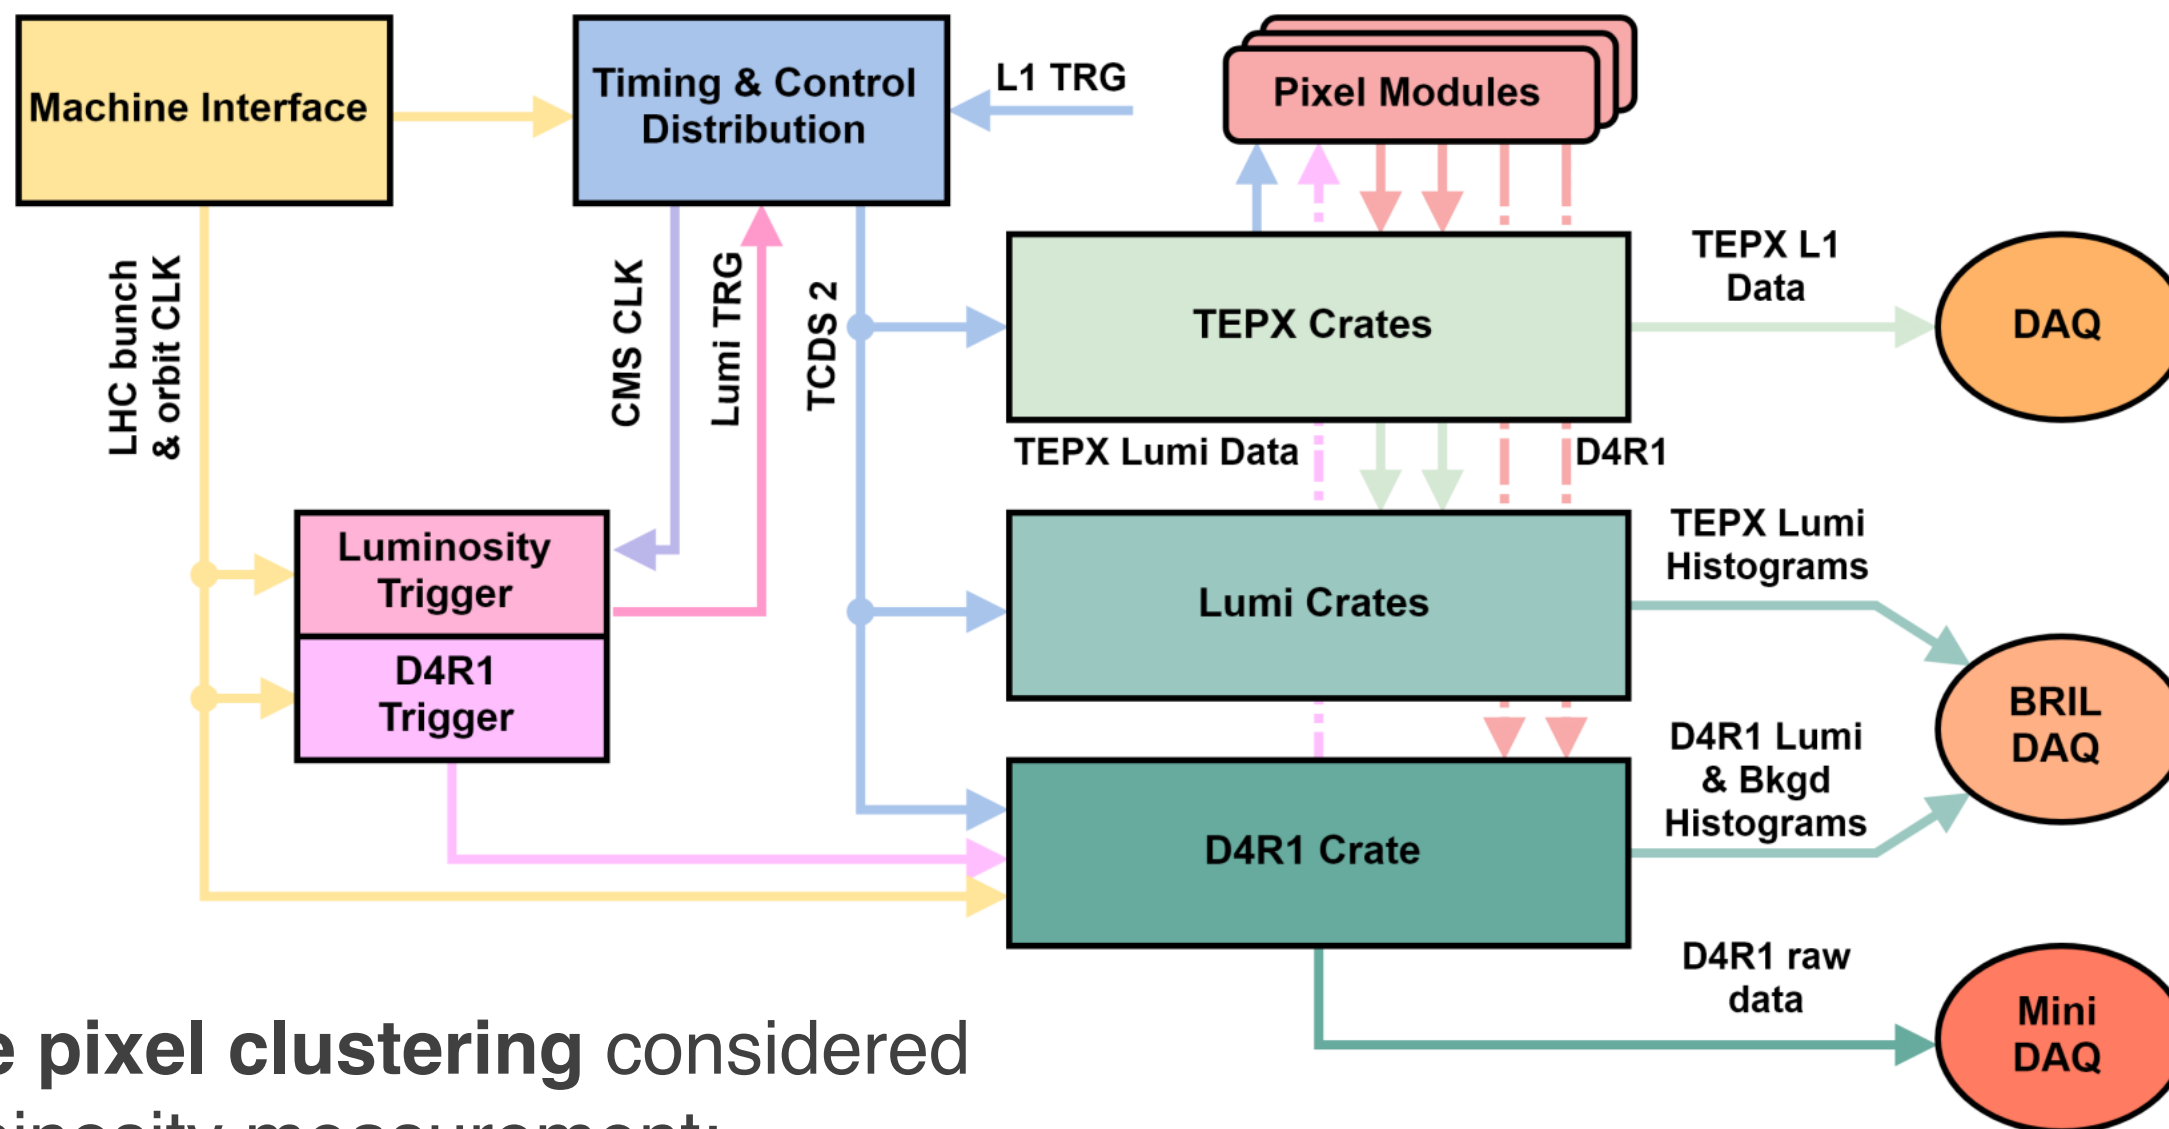 Machine Interface
Timing & Control
Distribution
L1 TRG
Pixel Modules
LHC bunch
& orbit CLK
CMS CLK
Lumi TRG
TCDS 2
TEPX Crates
TEPX L1
Data
DAQ
TEPX Lumi Data
D4R1
Luminosity
Trigger
D4R1
Trigger
Lumi Crates
TEPX Lumi
Histograms
BRIL
DAQ
D4R1 Lumi
& Bkgd
Histograms
D4R1 Crate
D4R1 raw
data
Mini
DAQ
pixel clustering considered
measurement: